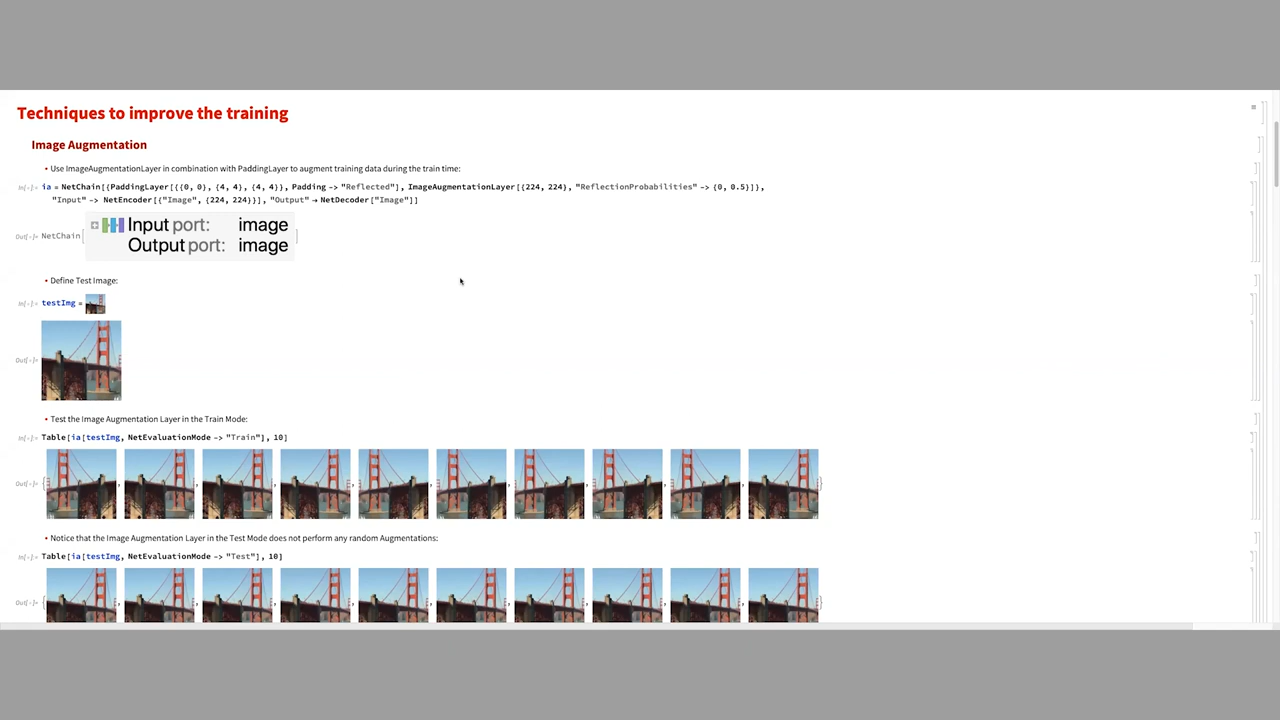 Techniques to improve the training
Image Augmentation
• Use ImageAugmentationLayer in combination with PaddingLayer to augment training data during the train time:
In[•]:= ia = NetChain[{PaddingLayer[{{0, 0}, {4, 4}, {4, 4}}, Padding -> "Reflected"], ImageAugmentationLayer[{224, 224}, "ReflectionProbabilities" -> {0, 0.5}]},
"Input" -> NetEncoder[{"Image", {224, 224}}], "Output" → NetDecoder["Image"]]
Out[•]= NetChain[ Input port: image
Output port: image ]
• Define Test Image:
In[•]:= testImg =
Out[•]=
• Test the Image Augmentation Layer in the Train Mode:
In[•]:= Table[ia[testImg, NetEvaluationMode -> "Train"], 10]
Out[•]= { , , , , , , , , , }
• Notice that the Image Augmentation Layer in the Test Mode does not perform any random Augmentations:
In[•]:= Table[ia[testImg, NetEvaluationMode -> "Test"], 10]
Out[•]= { , , , , , , , , , }